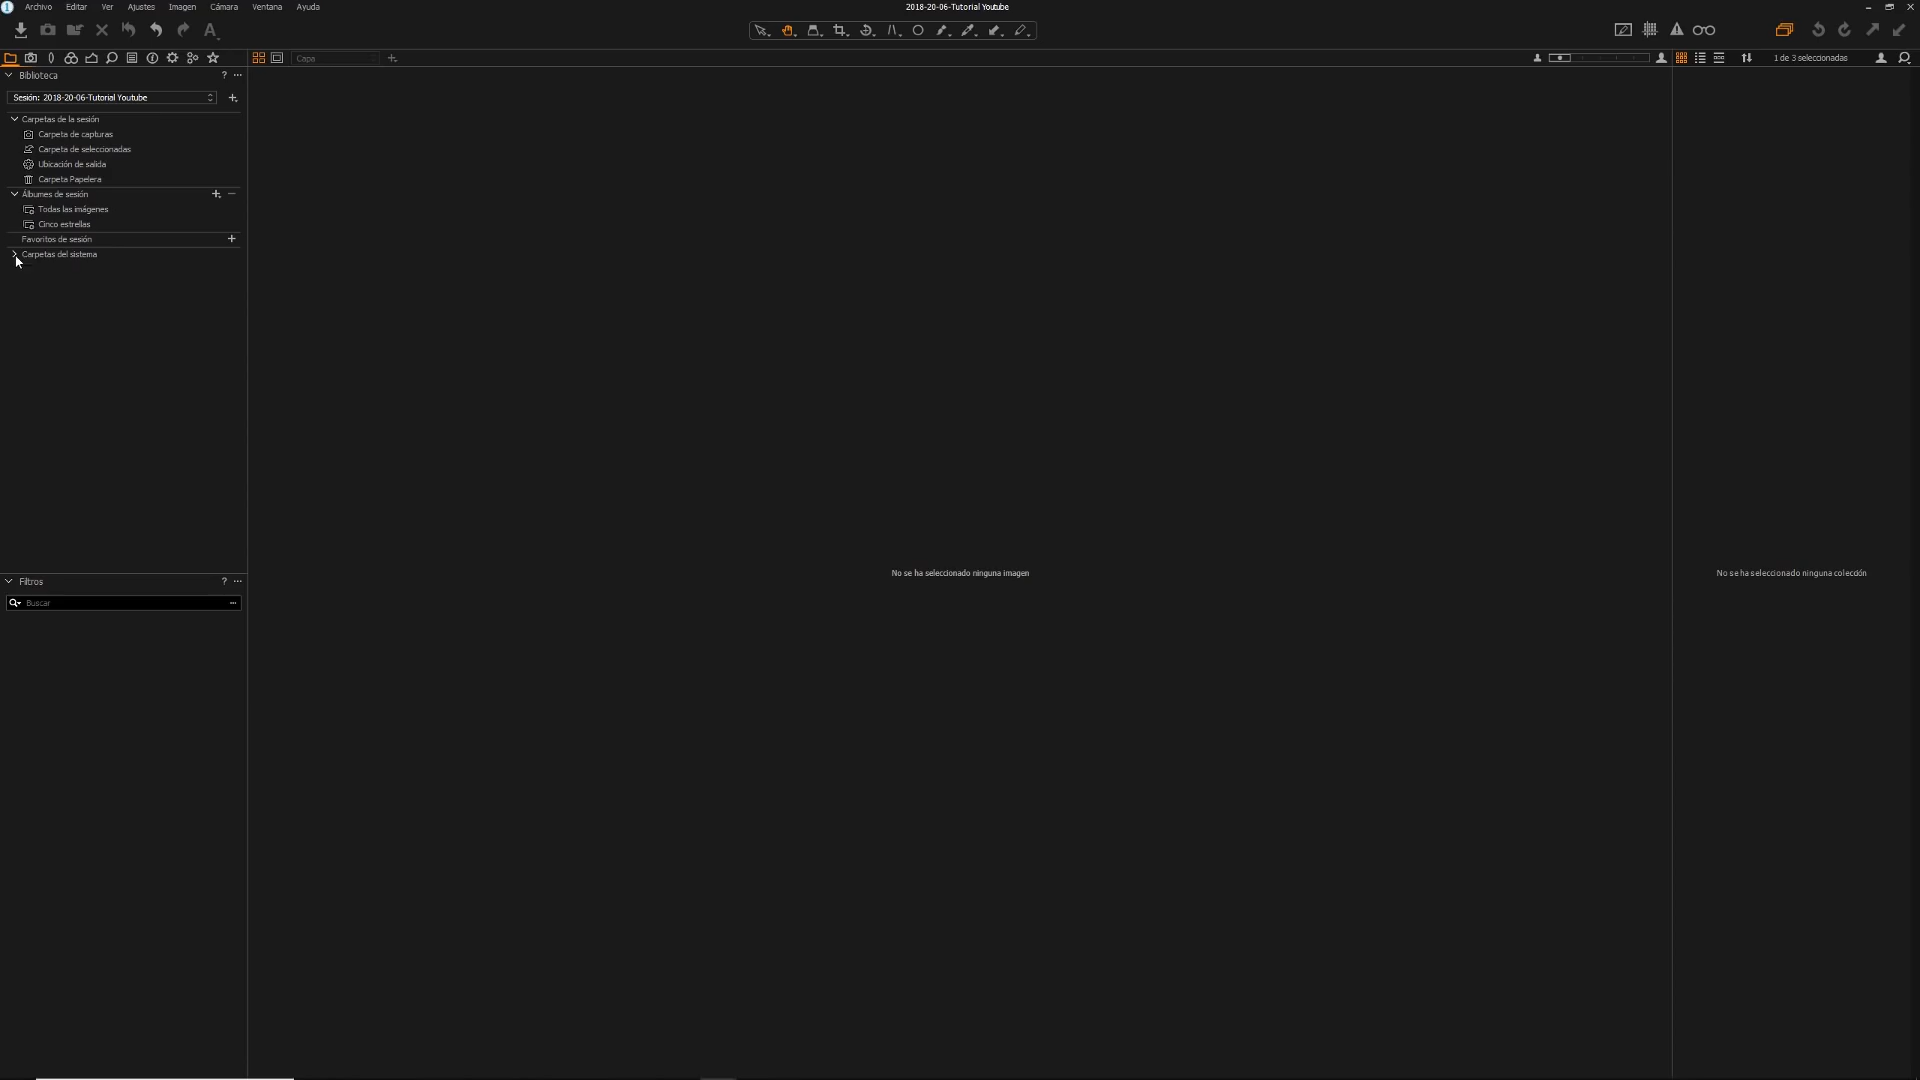 Archivo Editar Ver Ajustes Imagen Cámara Ventana Ayuda
2018-20-06-Tutorial Youtube
Capa
1 de 3 seleccionadas
Biblioteca
Sesión: 2018-20-06-Tutorial Youtube
Carpetas de la sesión
Carpeta de capturas
Carpeta de seleccionadas
Ubicación de salida
Carpeta Papelera
Álbumes de sesión
Todas las imágenes
Cinco estrellas
Favoritos de sesión
Carpetas del sistema
No se ha seleccionado ninguna imagen
No se ha seleccionado ninguna colección
Filtros
Buscar